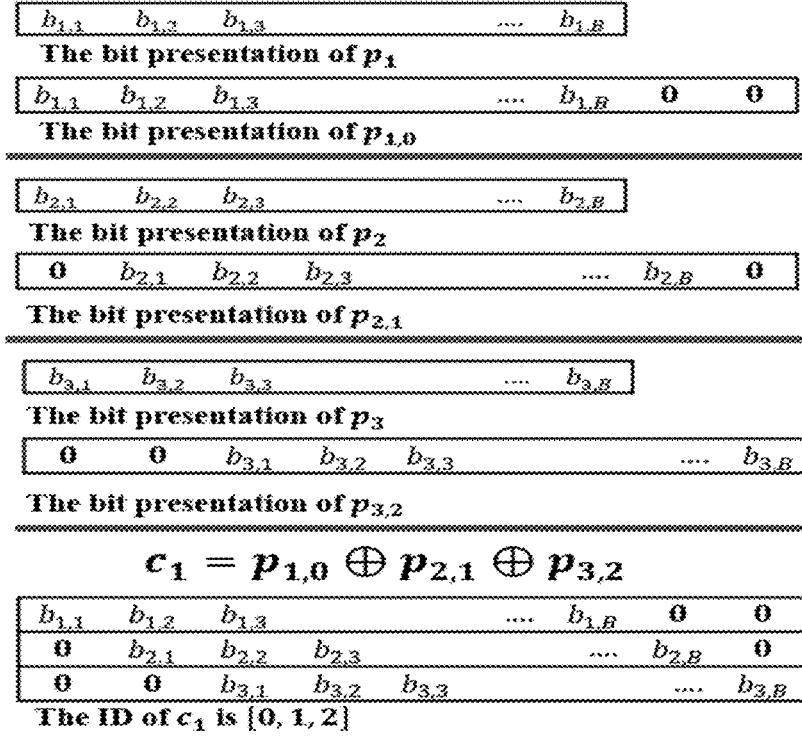 b₁,₁ b₁,₂ b₁,₃ .... b₁,B
The bit presentation of p₁
b₁,₁ b₁,₂ b₁,₃ .... b₁,B 0 0
The bit presentation of p₁,₀
b₂,₁ b₂,₂ b₂,₃ .... b₂,B
The bit presentation of p₂
0 b₂,₁ b₂,₂ b₂,₃ .... b₂,B 0
The bit presentation of p₂,₁
b₃,₁ b₃,₂ b₃,₃ .... b₃,B
The bit presentation of p₃
0 0 b₃,₁ b₃,₂ b₃,₃ .... b₃,B
The bit presentation of p₃,₂
c₁ = p₁,₀ ⊕ p₂,₁ ⊕ p₃,₂
b₁,₁ b₁,₂ b₁,₃ .... b₁,B 0 0
0 b₂,₁ b₂,₂ b₂,₃ .... b₂,B 0
0 0 b₃,₁ b₃,₂ b₃,₃ .... b₃,B
The ID of c₁ is [0, 1, 2]